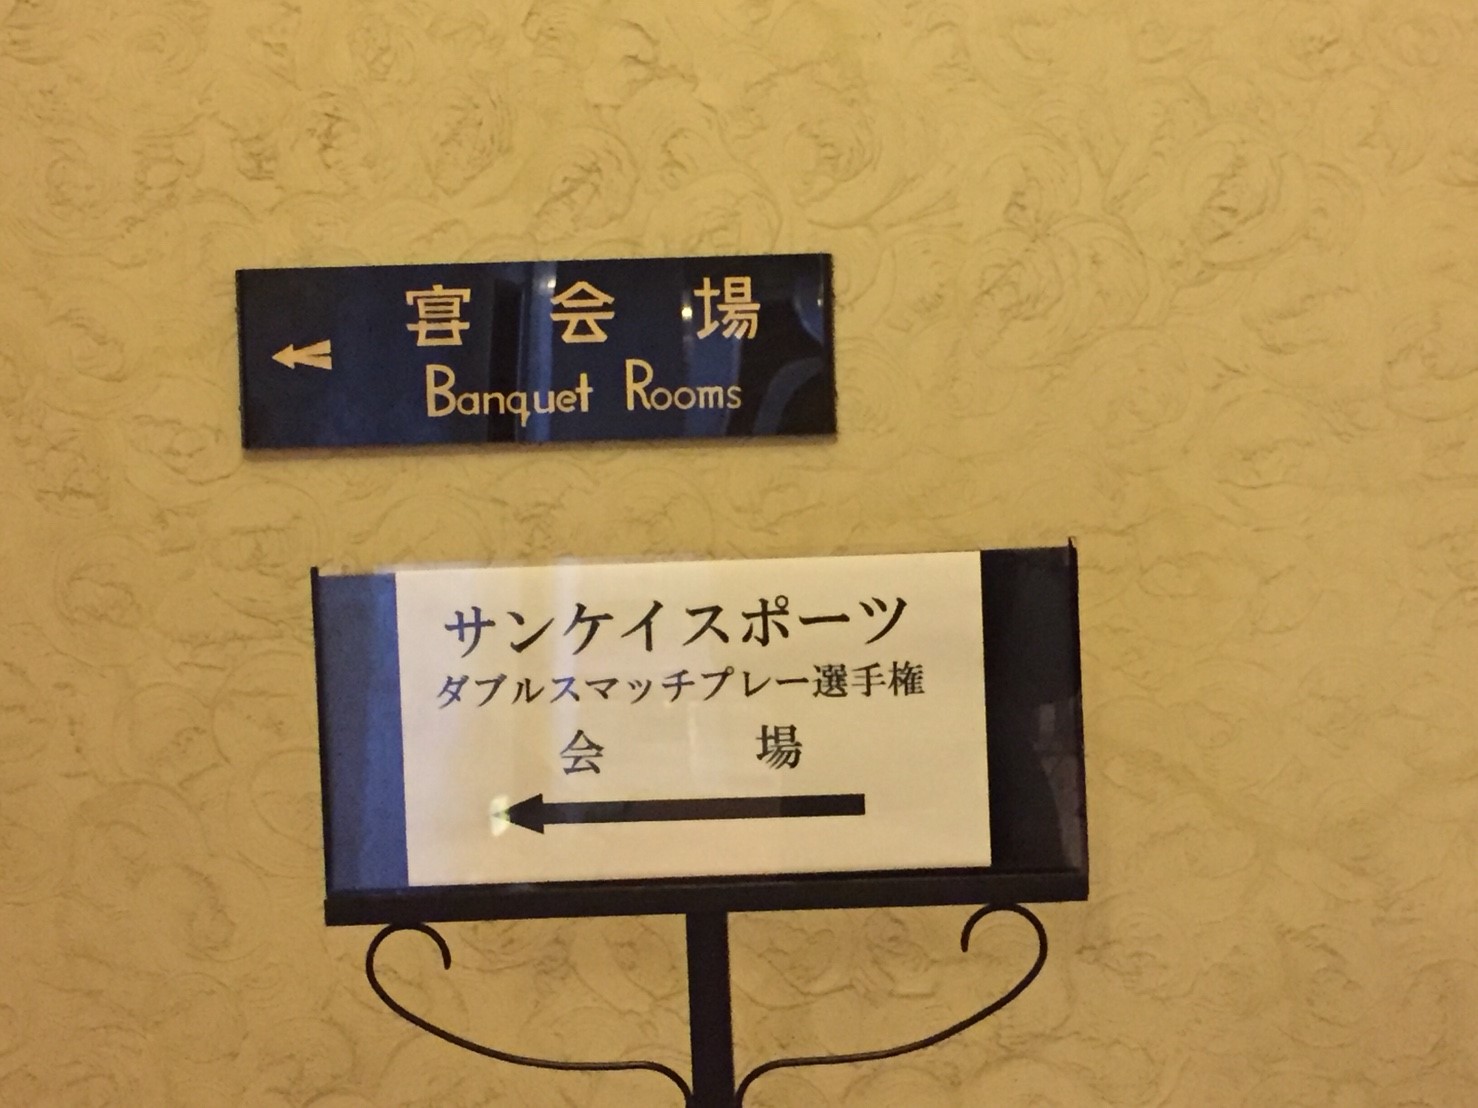 宴会場
Banquet Rooms
サンケイスポーツ
ダブルスマッチプレー選手権
会場